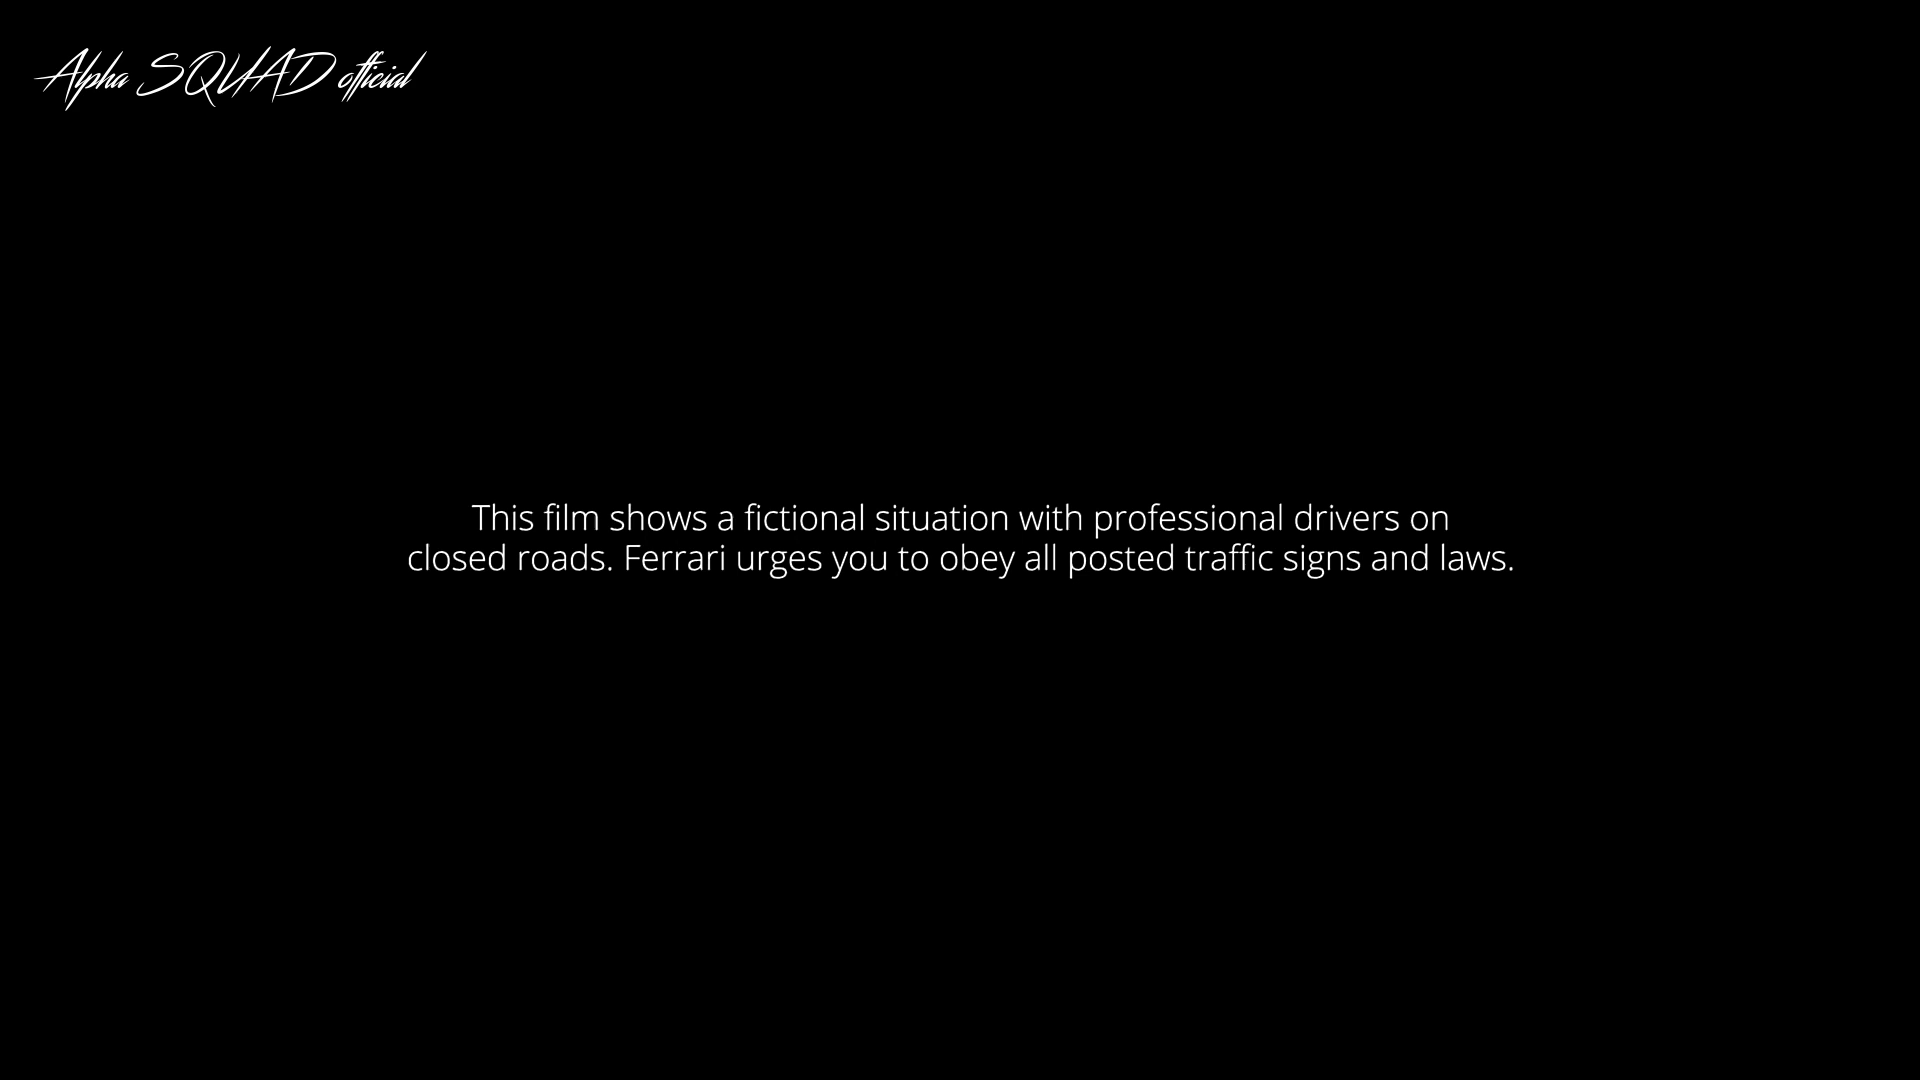 Alpha SQUAD official
This film shows a fictional situation with professional drivers on
closed roads. Ferrari urges you to obey all posted traffic signs and laws.